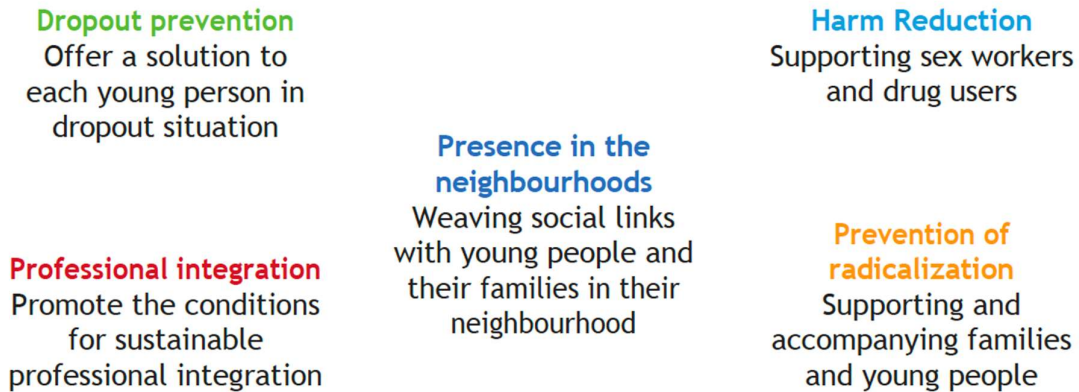 Dropout prevention
Offer a solution to
each young person in
dropout situation
Professional integration
Promote the conditions
for sustainable
professional integration
Presence in the
neighbourhoods
Weaving social links
with young people and
their families in their
neighbourhood
Harm Reduction
Supporting sex workers
and drug users
Prevention of
radicalization
Supporting and
accompanying families
and young people